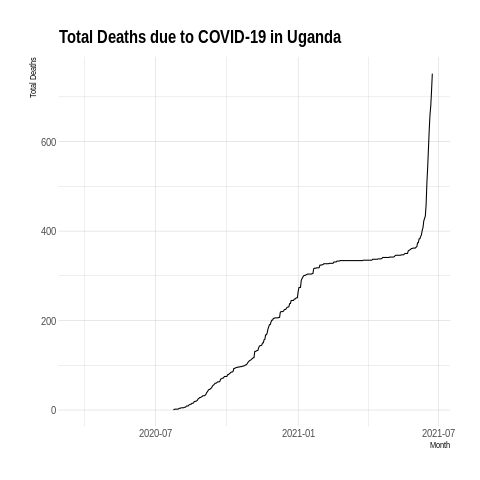 Total Deaths due to COVID-19 in Uganda
Total Deaths
600
400
200
0
2020-07
2021-01
2021-07
Month